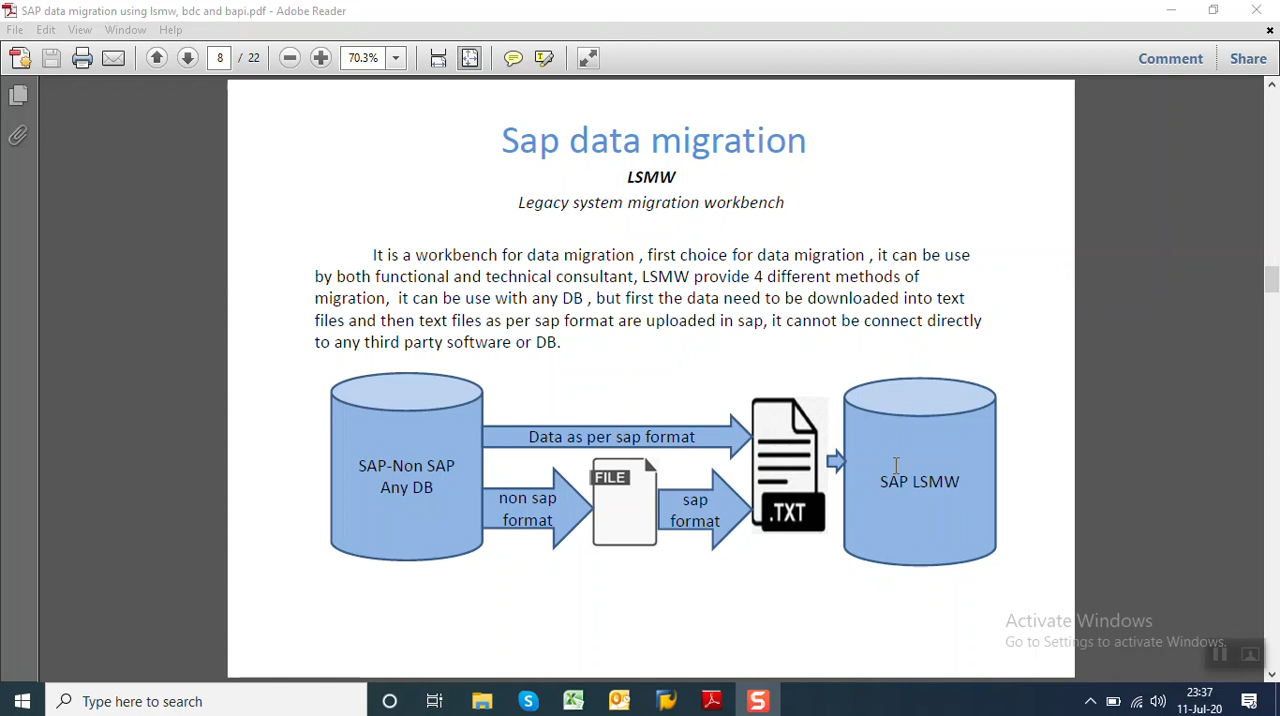 SAP data migration using lsmw, bdc and bapi.pdf - Adobe Reader
File Edit View Window Help
8 / 22 70.3% Comment Share
Sap data migration
LSMW
Legacy system migration workbench
It is a workbench for data migration , first choice for data migration , it can be use
by both functional and technical consultant, LSMW provide 4 different methods of
migration, it can be use with any DB , but first the data need to be downloaded into text
files and then text files as per sap format are uploaded in sap, it cannot be connect directly
to any third party software or DB.
SAP-Non SAP
Any DB
Data as per sap format
non sap
format
FILE
sap
format
.TXT
SAP LSMW
Activate Windows
Go to Settings to activate Windows.
Type here to search
23:37
11-Jul-20